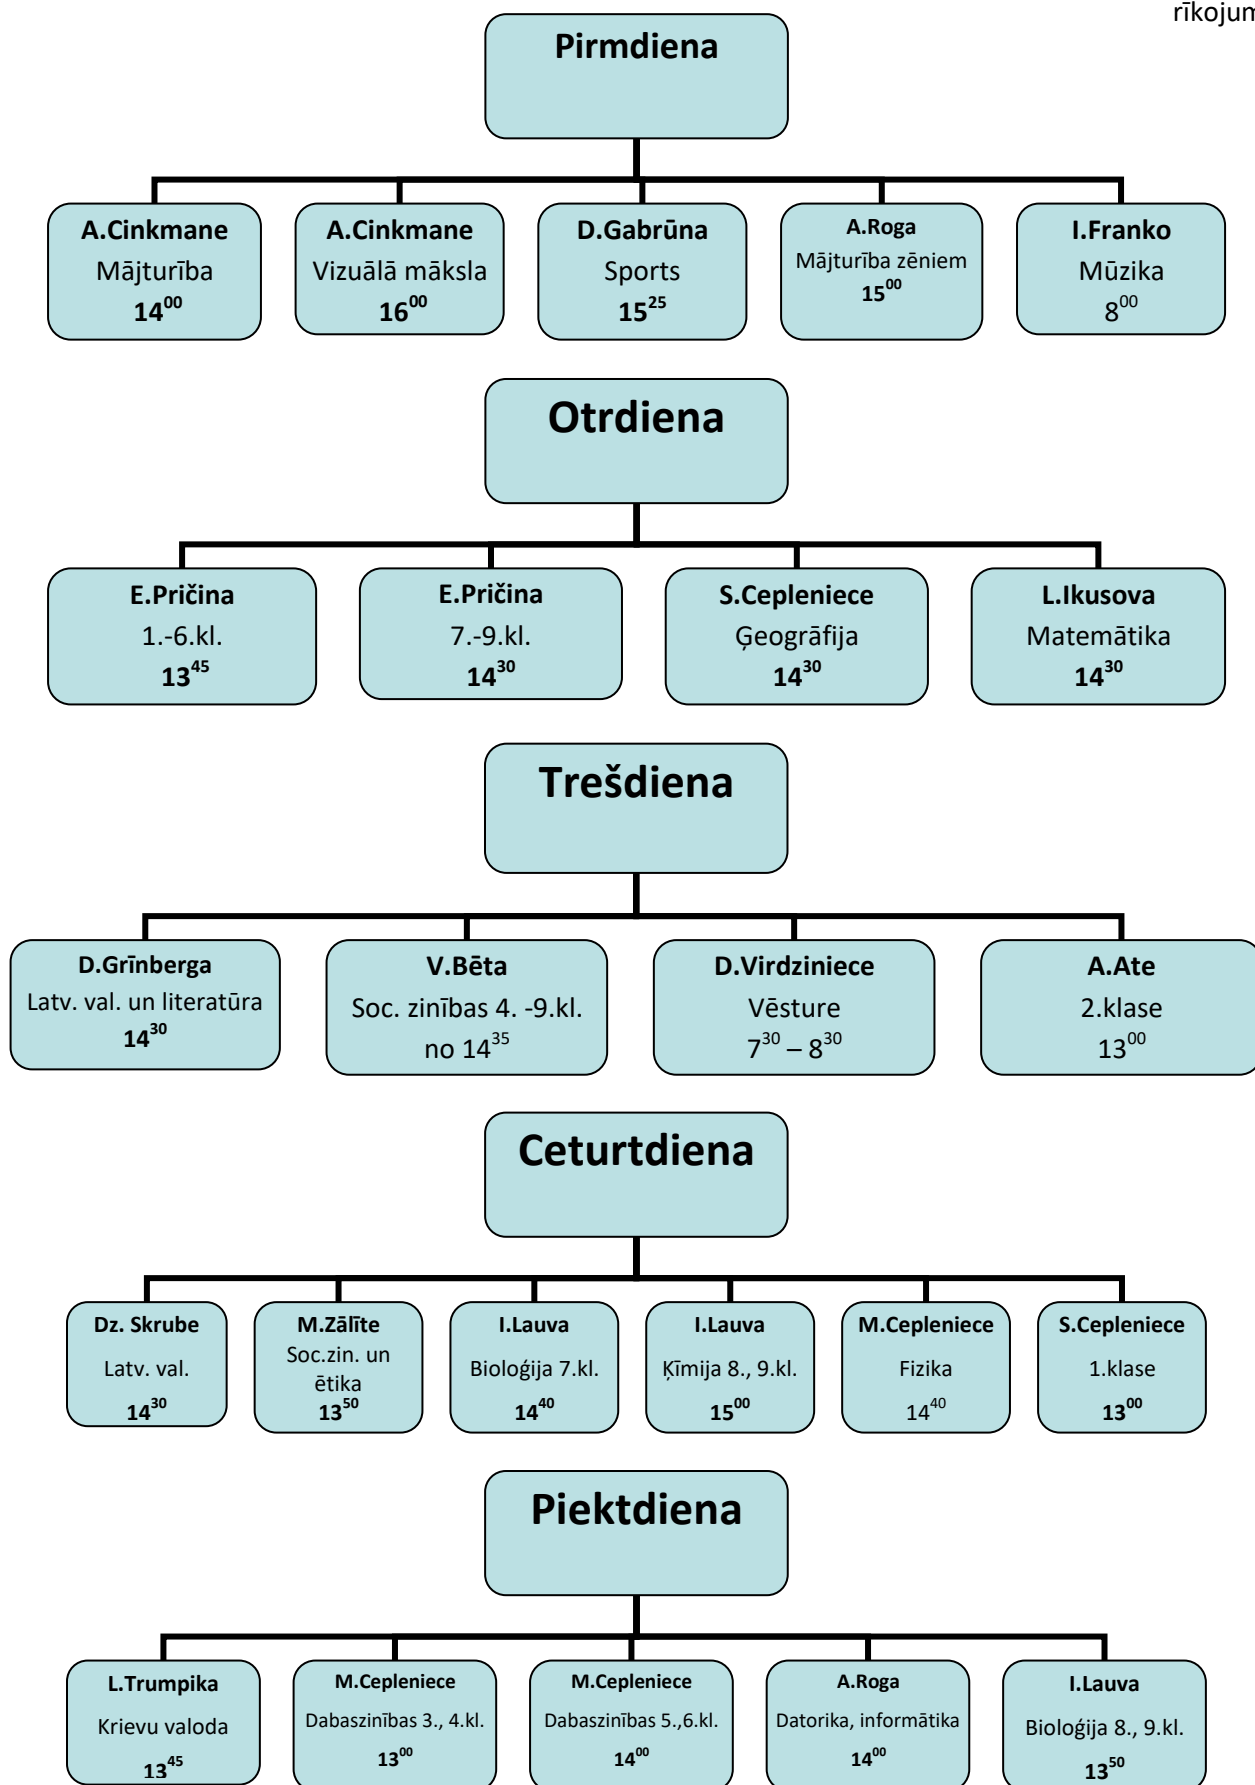 rīkojum
Pirmdiena
A.Cinkmane
Mājturība
14⁰⁰
A.Cinkmane
Vizuālā māksla
16⁰⁰
D.Gabrūna
Sports
15²⁵
A.Roga
Mājturība zēniem
15⁰⁰
I.Franko
Mūzika
8⁰⁰
Otrdiena
E.Pričina
1.-6.kl.
13⁴⁵
E.Pričina
7.-9.kl.
14³⁰
S.Cepleniece
Ģeogrāfija
14³⁰
L.Ikusova
Matemātika
14³⁰
Trešdiena
D.Grīnberga
Latv. val. un literatūra
14³⁰
V.Bēta
Soc. zinības 4. -9.kl.
no 14³⁵
D.Virdziniece
Vēsture
7³⁰ – 8³⁰
A.Ate
2.klase
13⁰⁰
Ceturtdiena
Dz. Skrube
Latv. val.
14³⁰
M.Zālīte
Soc.zin. un
ētika
13⁵⁰
I.Lauva
Bioloģija 7.kl.
14⁴⁰
I.Lauva
Ķīmija 8., 9.kl.
15⁰⁰
M.Cepleniece
Fizika
14⁴⁰
S.Cepleniece
1.klase
13⁰⁰
Piektdiena
L.Trumpika
Krievu valoda
13⁴⁵
M.Cepleniece
Dabaszinības 3., 4.kl.
13⁰⁰
M.Cepleniece
Dabaszinības 5.,6.kl.
14⁰⁰
A.Roga
Datorika, informātika
14⁰⁰
I.Lauva
Bioloģija 8., 9.kl.
13⁵⁰